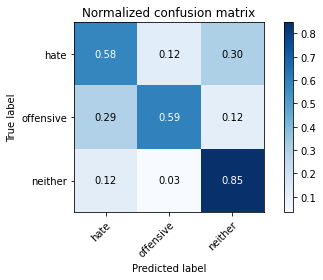 Normalized confusion matrix
True label
hate 0.58 0.12 0.30
offensive 0.29 0.59 0.12
neither 0.12 0.03 0.85
hate offensive neither
Predicted label
0.8
0.7
0.6
0.5
0.4
0.3
0.2
0.1